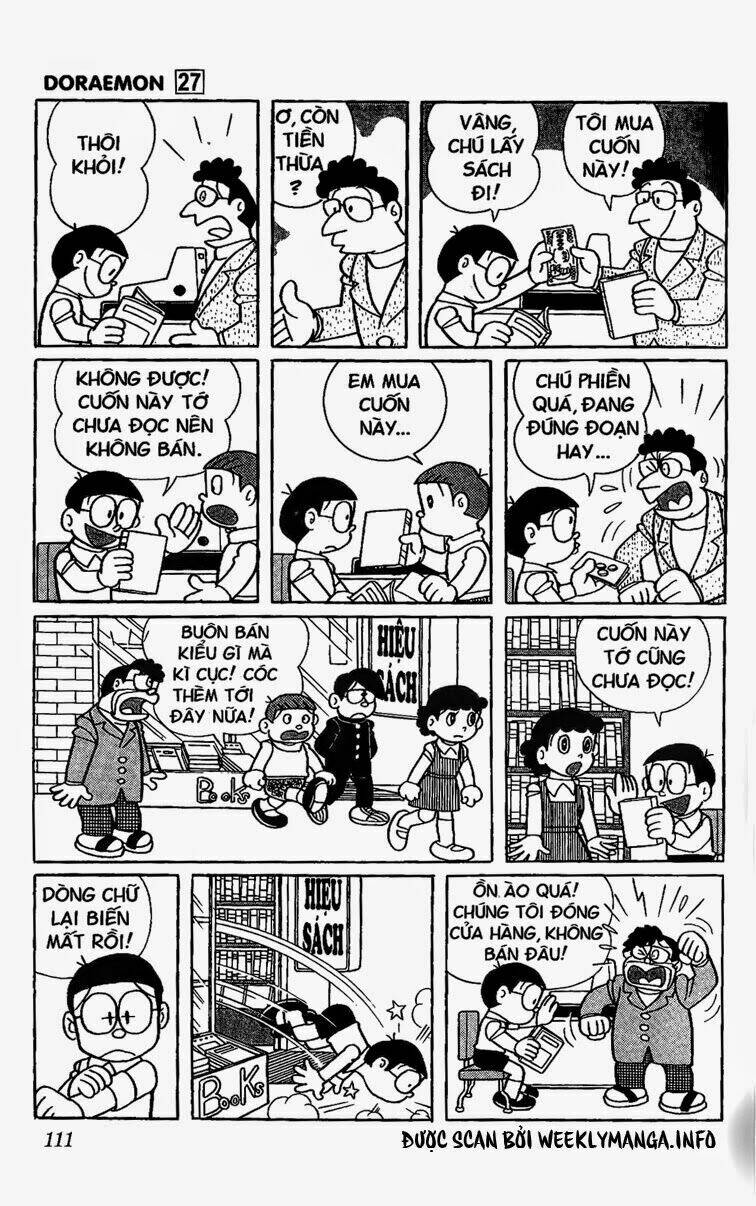 DORAEMON 27
TÔI MUA
CUỐN
NÀY!
VÂNG,
CHÚ LẤY
SÁCH
ĐI!
Ơ, CÒN
TIỀN
THỪA
?
THÔI
KHỎI!
CHÚ PHIỀN
QUÁ, ĐANG
ĐÚNG ĐOẠN
HAY...
EM MUA
CUỐN
NÀY...
KHÔNG ĐƯỢC!
CUỐN NÀY TỚ
CHƯA ĐỌC NÊN
KHÔNG BÁN.
CUỐN NÀY
TỚ CŨNG
CHƯA ĐỌC!
HIỆU
SÁCH
BUÔN BÁN
KIỂU GÌ MÀ
KÌ CỤC! CÓC
THÈM TỚI
ĐÂY NỮA!
BOOKS
ỒN ÀO QUÁ!
CHÚNG TÔI ĐÓNG
CỬA HÀNG, KHÔNG
BÁN ĐÂU!
HIỆU
SÁCH
BOOKS
DÒNG CHỮ
LẠI BIẾN
MẤT RỒI!
111
ĐƯỢC SCAN BỞI WEEKLYMANGA.INFO